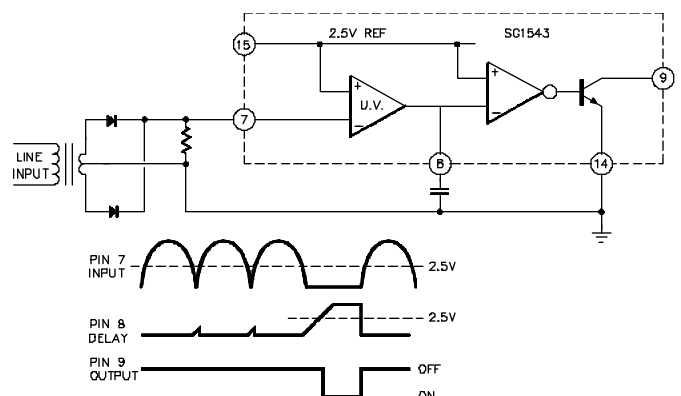 2.5V REF
SG1543
15
9
+
U.V.
−
+
−
7
LINE
INPUT
8
14
PIN 7
INPUT
2.5V
PIN 8
DELAY
2.5V
PIN 9
OUTPUT
OFF
ON